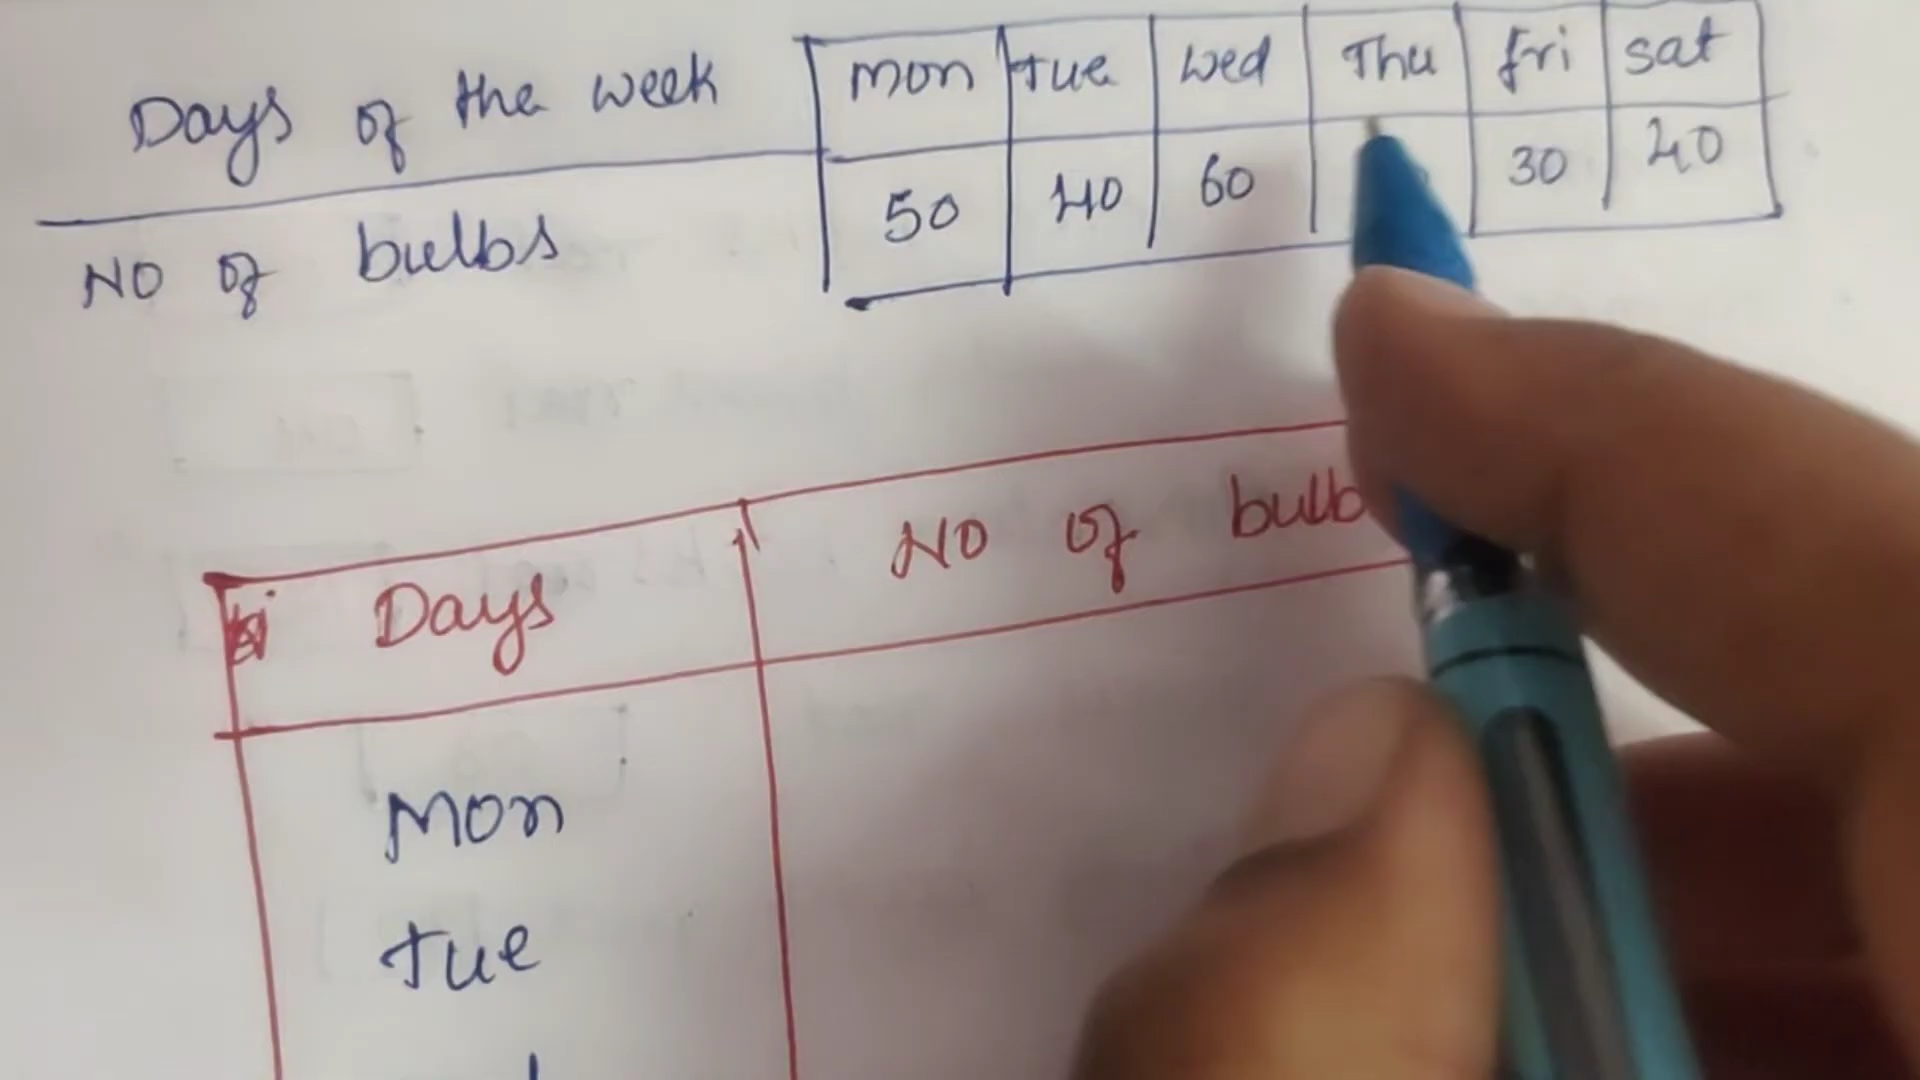 Days of the week mon tue wed Thu fri sat
NO of bulbs 50 40 60 30 40
Days NO of bulb
Mon
tue